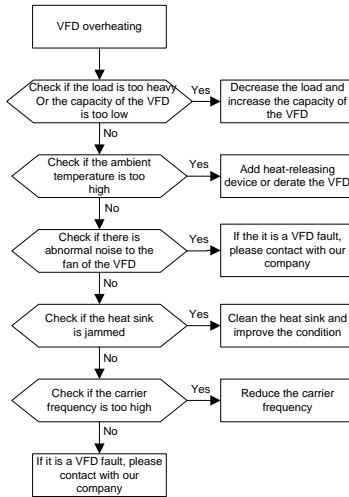 VFD overheating
Check if the load is too heavy
Or the capacity of the VFD
is too low
Yes
Decrease the load and
increase the capacity of
the VFD
No
Check if the ambient
temperature is too
high
Yes
Add heat-releasing
device or derate the VFD
No
Check if there is
abnormal noise to the
fan of the VFD
Yes
If the it is a VFD fault,
please contact with our
company
No
Check if the heat sink
is jammed
Yes
Clean the heat sink and
improve the condition
No
Check if the carrier
frequency is too high
Yes
Reduce the carrier
frequency
No
If it is a VFD fault, please
contact with our
company